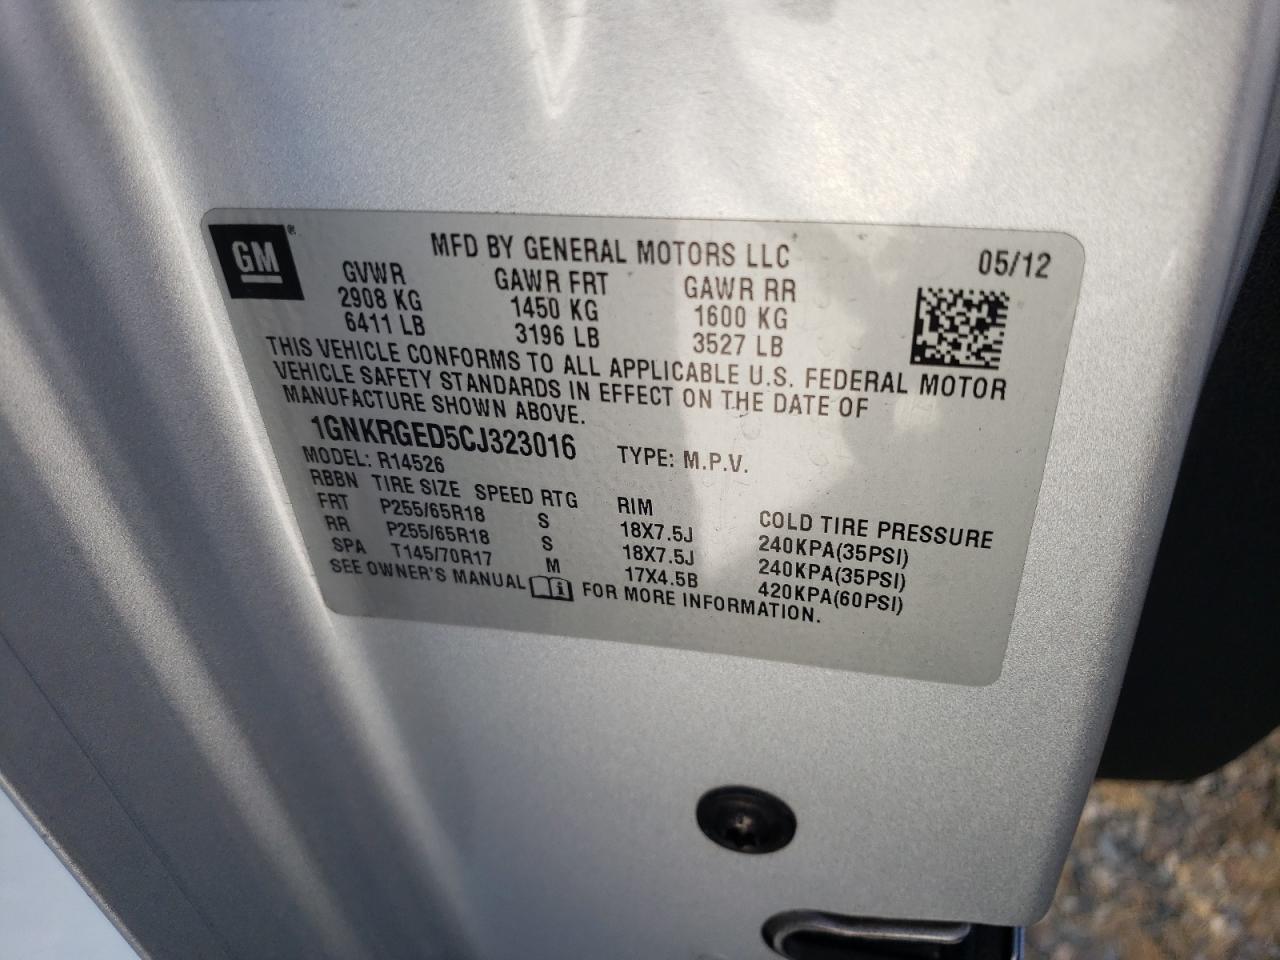 GM®
MFD BY GENERAL MOTORS LLC 05/12
GVWR GAWR FRT GAWR RR
2908 KG 1450 KG 1600 KG
6411 LB 3196 LB 3527 LB
THIS VEHICLE CONFORMS TO ALL APPLICABLE U.S. FEDERAL MOTOR
VEHICLE SAFETY STANDARDS IN EFFECT ON THE DATE OF
MANUFACTURE SHOWN ABOVE.
1GNKRGED5CJ323016 TYPE: M.P.V.
MODEL: R14526
RBBN TIRE SIZE SPEED RTG RIM COLD TIRE PRESSURE
FRT P255/65R18 S 18X7.5J 240KPA(35PSI)
RR P255/65R18 S 18X7.5J 240KPA(35PSI)
SPA T145/70R17 M 17X4.5B 420KPA(60PSI)
SEE OWNER'S MANUAL i FOR MORE INFORMATION.